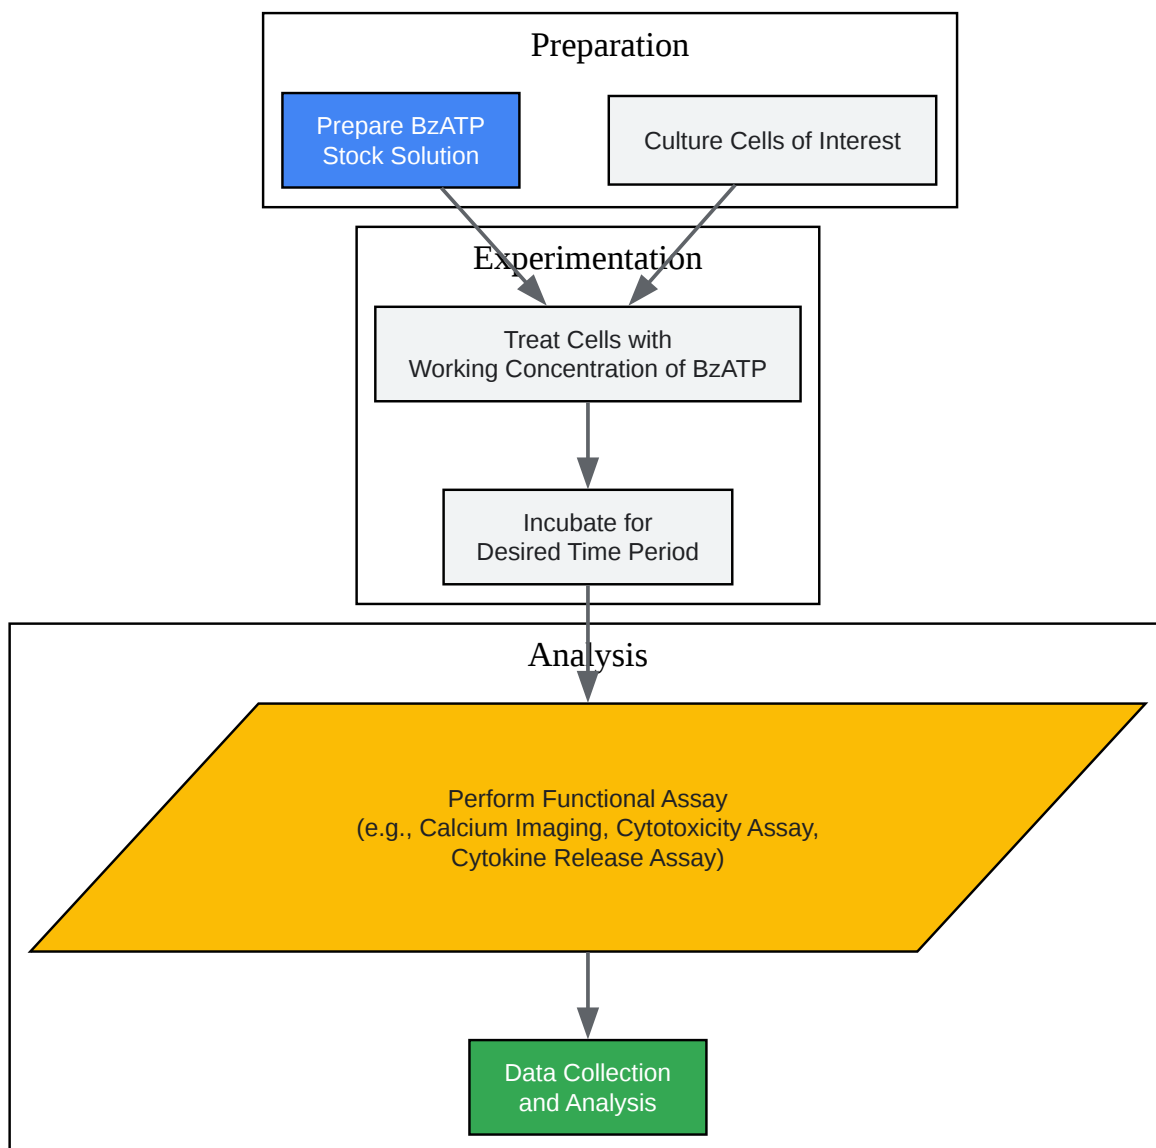 Preparation
Prepare BzATP
Stock Solution
Culture Cells of Interest
Experimentation
Treat Cells with
Working Concentration of BzATP
Incubate for
Desired Time Period
Analysis
Perform Functional Assay
(e.g., Calcium Imaging, Cytotoxicity Assay,
Cytokine Release Assay)
Data Collection
and Analysis